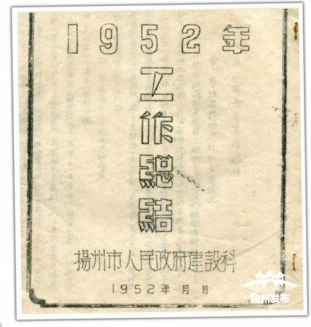 1952年
工作總結
揚州市人民政府建設科
1952年 月 日
扬州发布